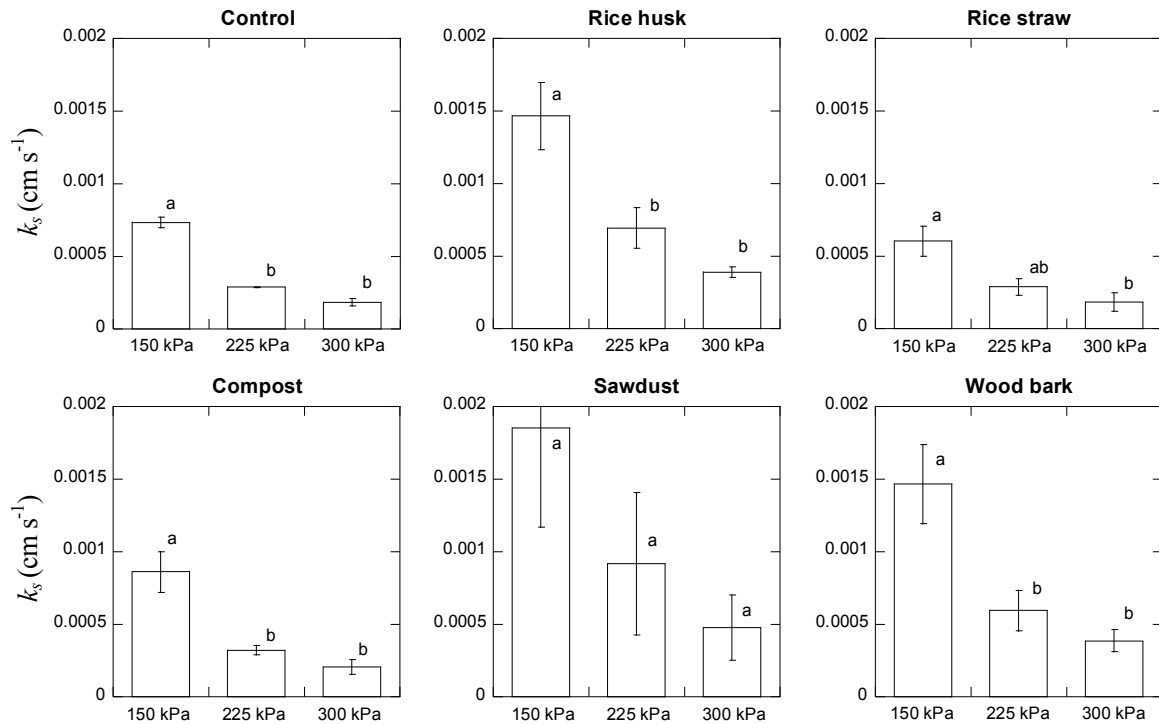 Control
Rice husk
Rice straw
k_s (cm s⁻¹)
0.002
0.0015
0.001
0.0005
0
a
b
b
150 kPa 225 kPa 300 kPa
0.002
0.0015
0.001
0.0005
0
a
b
b
150 kPa 225 kPa 300 kPa
0.002
0.0015
0.001
0.0005
0
a
ab
b
150 kPa 225 kPa 300 kPa
Compost
Sawdust
Wood bark
k_s (cm s⁻¹)
0.002
0.0015
0.001
0.0005
0
a
b
b
150 kPa 225 kPa 300 kPa
0.002
0.0015
0.001
0.0005
0
a
a
a
150 kPa 225 kPa 300 kPa
0.002
0.0015
0.001
0.0005
0
a
b
b
150 kPa 225 kPa 300 kPa